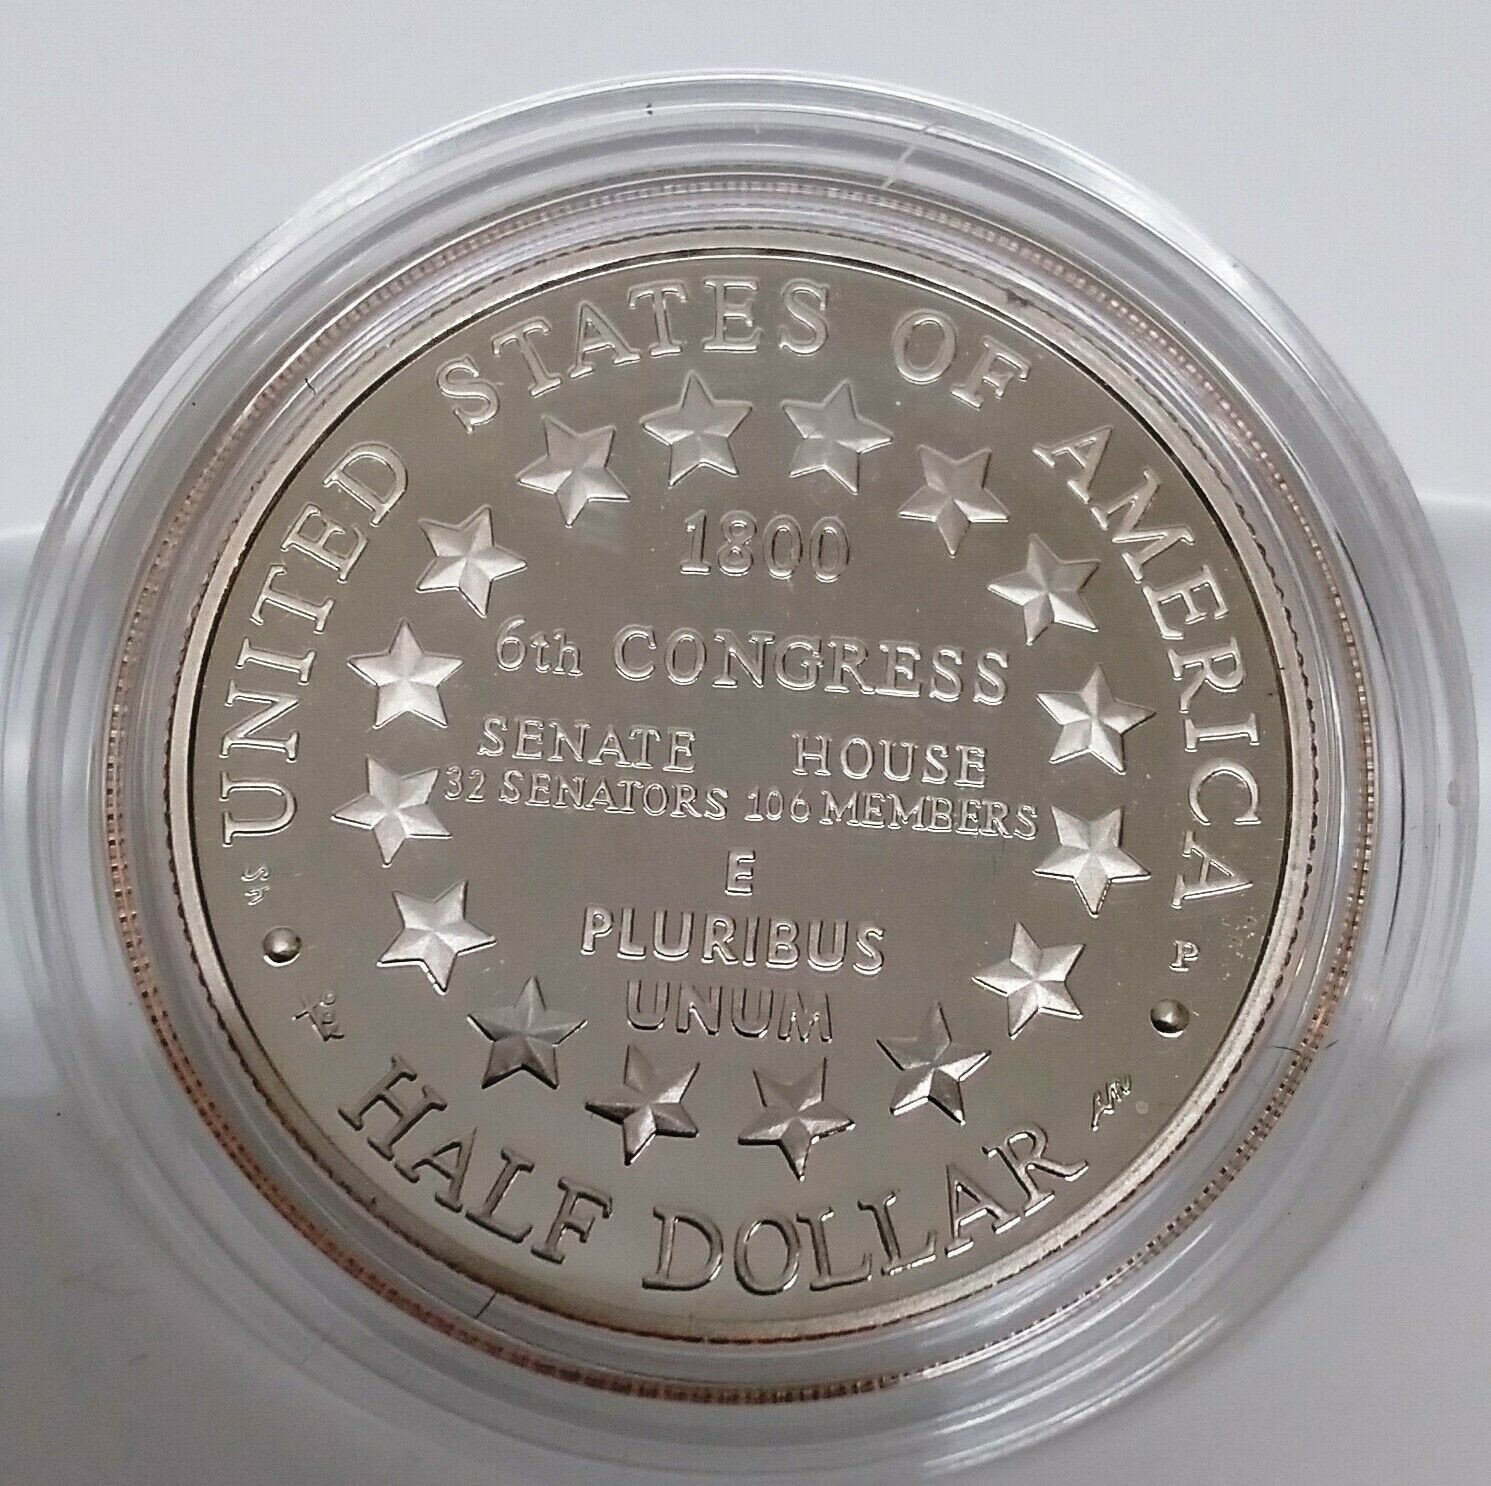 UNITED STATES OF AMERICA
1800
6th CONGRESS
SENATE HOUSE
32 SENATORS 106 MEMBERS
E
PLURIBUS
UNUM
P
HALF DOLLAR